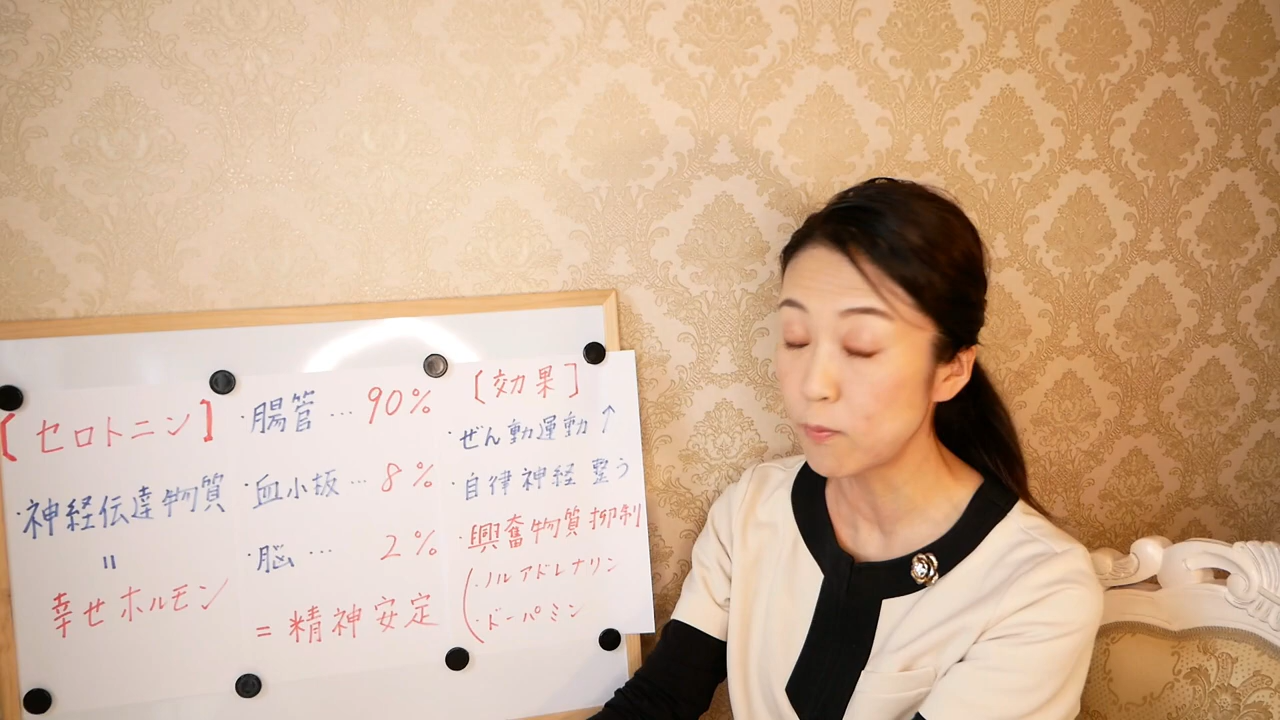 【セロトニン】
・神経伝達物質
＝
幸せホルモン
・腸管…90%
・血小板…8%
・脳…2%
＝精神安定
［効果］
・ぜん動運動↑
・自律神経整う
・興奮物質抑制
(・ノルアドレナリン
・ドーパミン